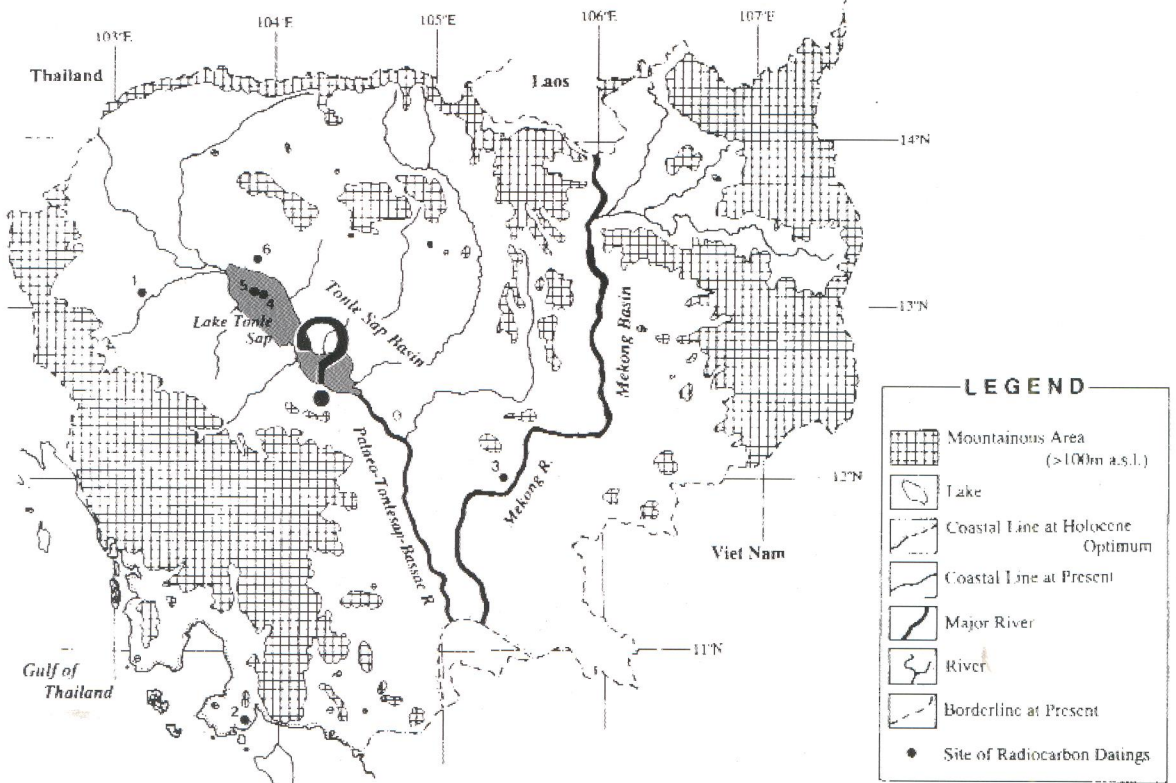 103°E
104°E
105°E
106°E
107°E
Thailand
Laos
14°N
6
1
5
4
13°N
Lake Tonle
Sap
?
Tonle Sap Basin
Mekong Basin
3
12°N
Palaeo-Tontesap-Bassac R
Mekong R.
Viet Nam
11°N
Gulf of
Thailand
2
LEGEND
Mountainous Area
(>100m a.s.l.)
Lake
Coastal Line at Holocene
Optimum
Coastal Line at Present
Major River
River
Borderline at Present
Site of Radiocarbon Datings